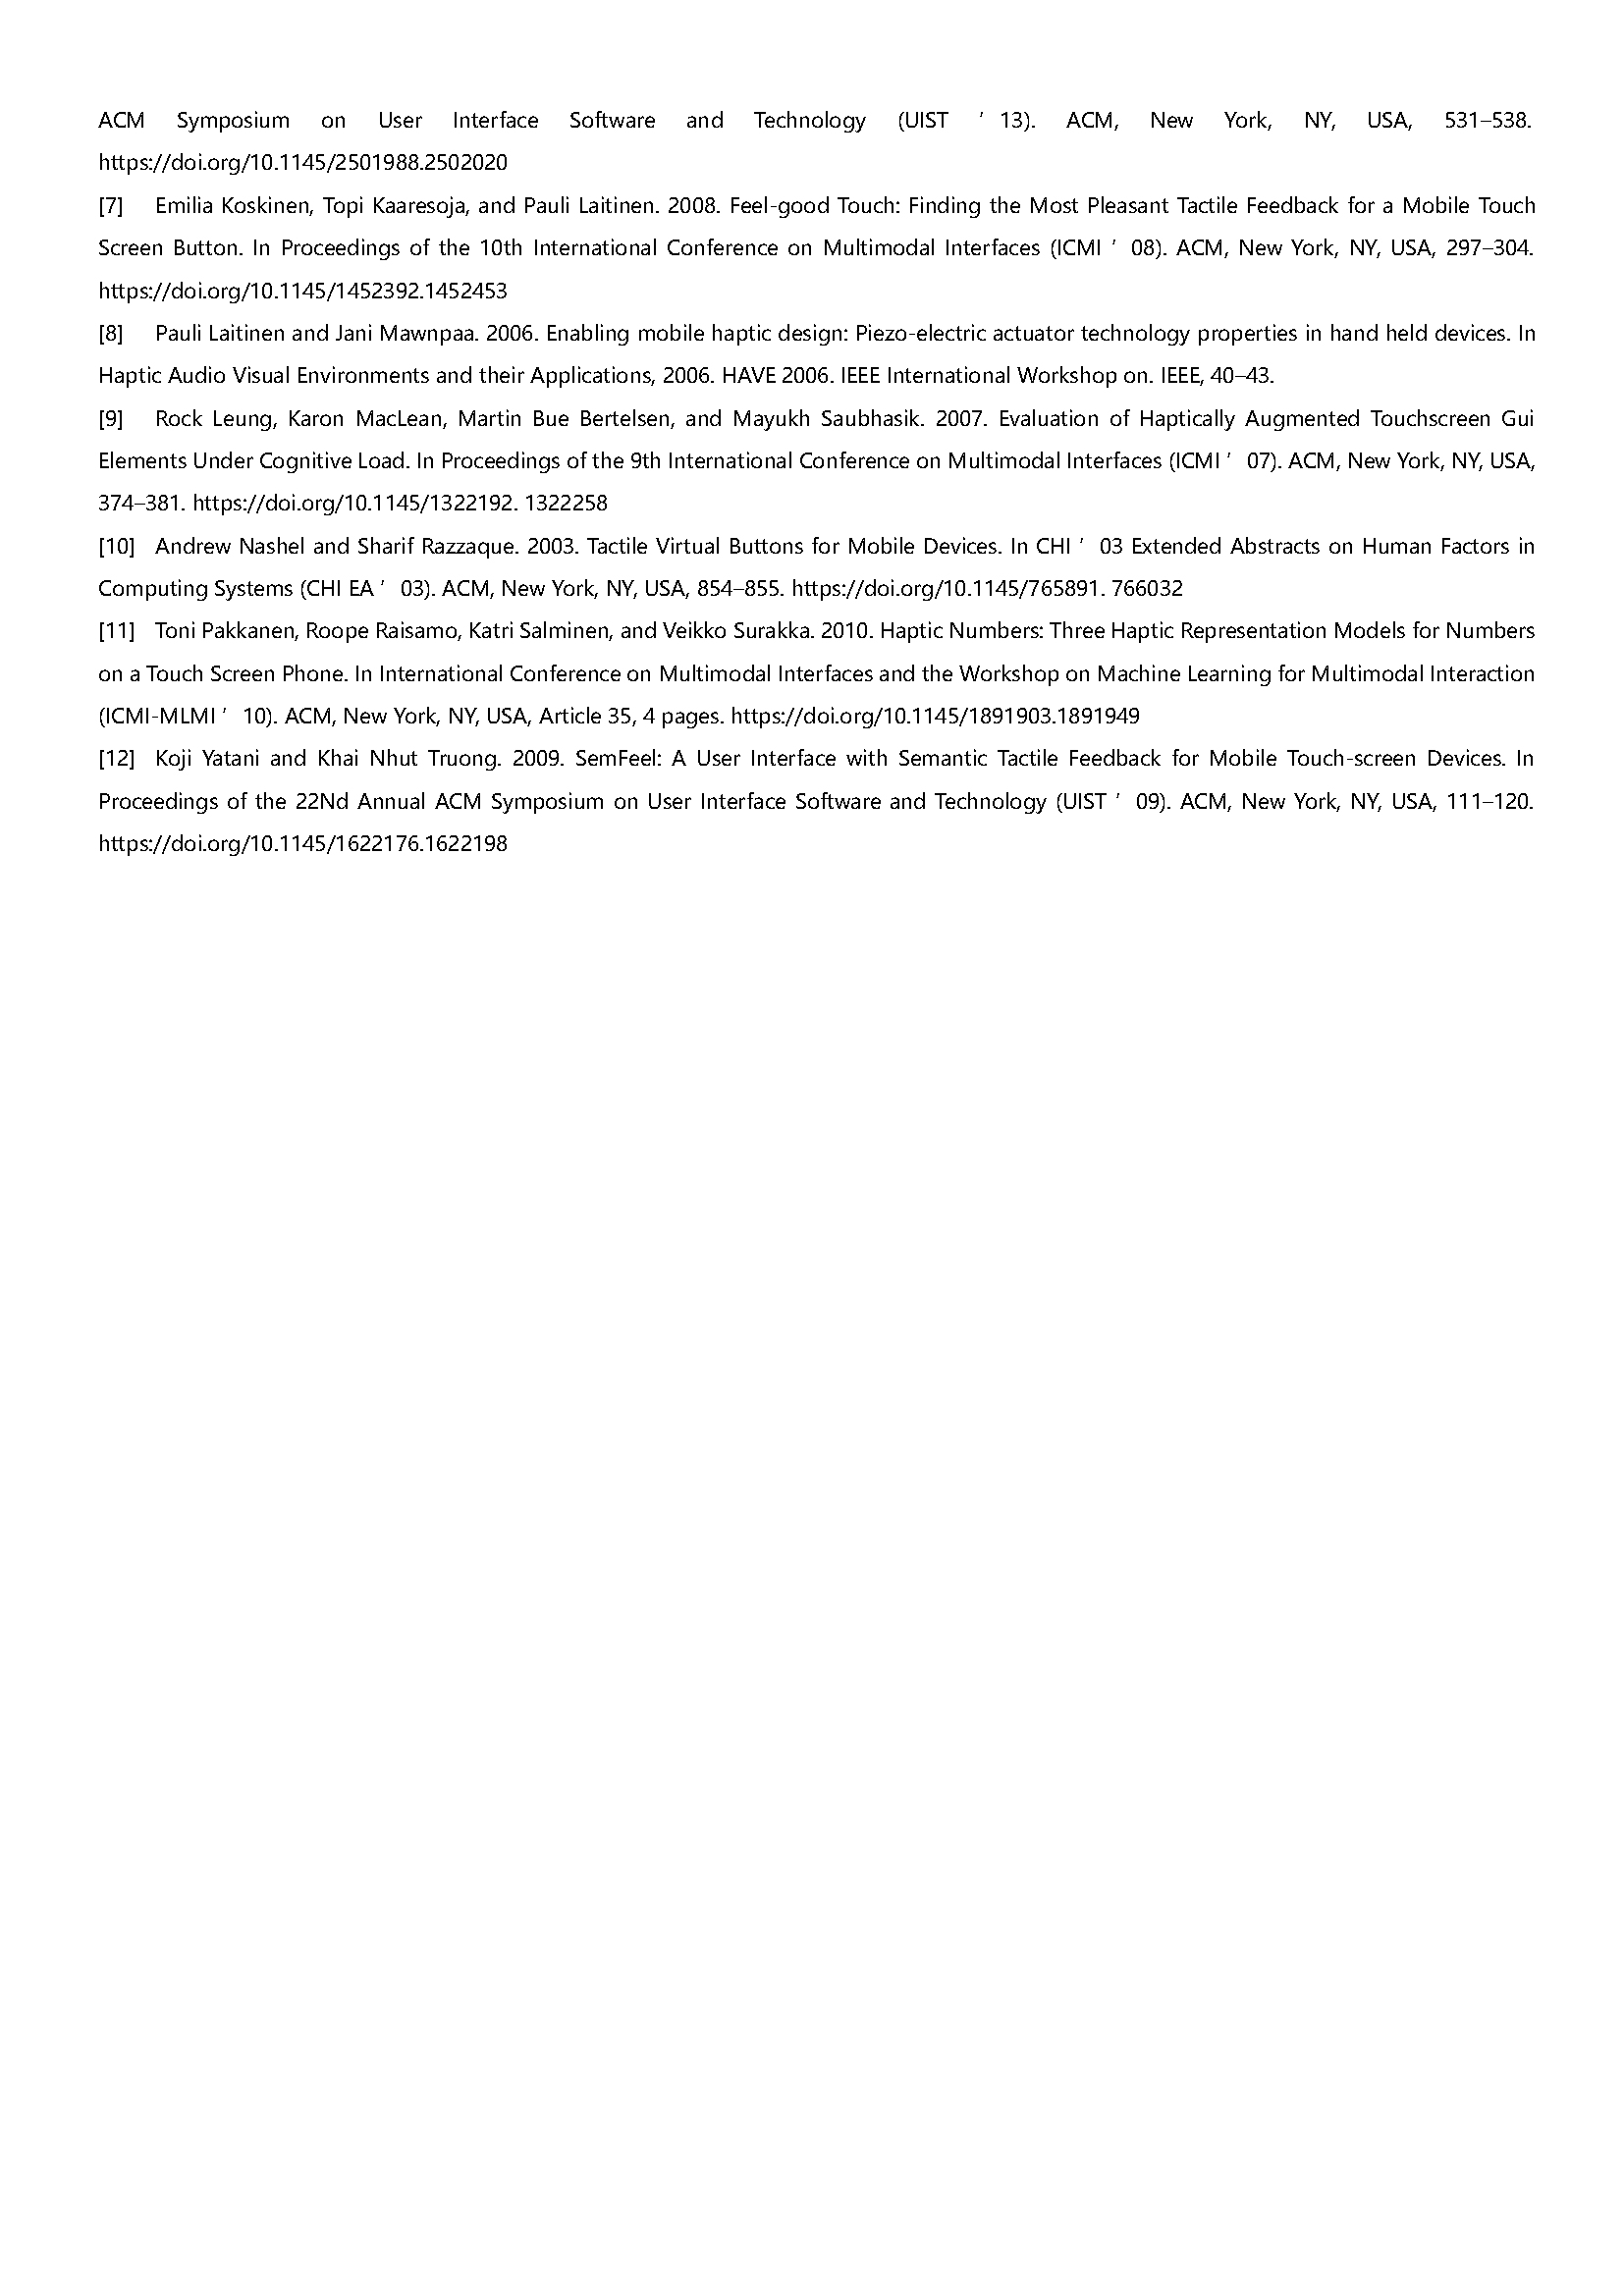 ACM Symposium on User Interface Software and Technology (UIST ’13). ACM, New York, NY, USA, 531–538.
https://doi.org/10.1145/2501988.2502020
[7] Emilia Koskinen, Topi Kaaresoja, and Pauli Laitinen. 2008. Feel-good Touch: Finding the Most Pleasant Tactile Feedback for a Mobile Touch
Screen Button. In Proceedings of the 10th International Conference on Multimodal Interfaces (ICMI ’08). ACM, New York, NY, USA, 297–304.
https://doi.org/10.1145/1452392.1452453
[8] Pauli Laitinen and Jani Mawnpaa. 2006. Enabling mobile haptic design: Piezo-electric actuator technology properties in hand held devices. In
Haptic Audio Visual Environments and their Applications, 2006. HAVE 2006. IEEE International Workshop on. IEEE, 40–43.
[9] Rock Leung, Karon MacLean, Martin Bue Bertelsen, and Mayukh Saubhasik. 2007. Evaluation of Haptically Augmented Touchscreen Gui
Elements Under Cognitive Load. In Proceedings of the 9th International Conference on Multimodal Interfaces (ICMI ’07). ACM, New York, NY, USA,
374–381. https://doi.org/10.1145/1322192. 1322258
[10] Andrew Nashel and Sharif Razzaque. 2003. Tactile Virtual Buttons for Mobile Devices. In CHI ’03 Extended Abstracts on Human Factors in
Computing Systems (CHI EA ’03). ACM, New York, NY, USA, 854–855. https://doi.org/10.1145/765891. 766032
[11] Toni Pakkanen, Roope Raisamo, Katri Salminen, and Veikko Surakka. 2010. Haptic Numbers: Three Haptic Representation Models for Numbers
on a Touch Screen Phone. In International Conference on Multimodal Interfaces and the Workshop on Machine Learning for Multimodal Interaction
(ICMI-MLMI ’10). ACM, New York, NY, USA, Article 35, 4 pages. https://doi.org/10.1145/1891903.1891949
[12] Koji Yatani and Khai Nhut Truong. 2009. SemFeel: A User Interface with Semantic Tactile Feedback for Mobile Touch-screen Devices. In
Proceedings of the 22Nd Annual ACM Symposium on User Interface Software and Technology (UIST ’09). ACM, New York, NY, USA, 111–120.
https://doi.org/10.1145/1622176.1622198